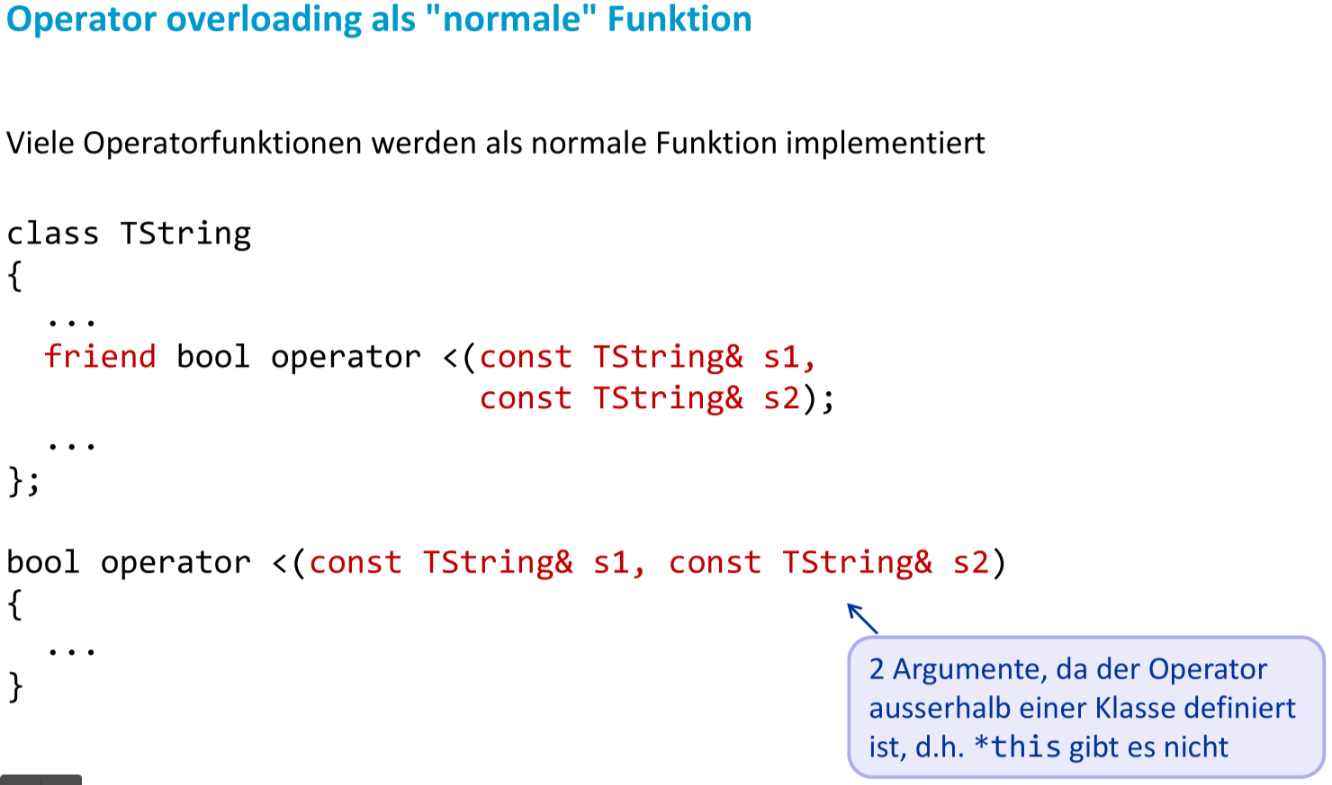 Operator overloading als "normale" Funktion
Viele Operatorfunktionen werden als normale Funktion implementiert
class TString
{
...
friend bool operator <(const TString& s1,
const TString& s2);
...
};
bool operator <(const TString& s1, const TString& s2)
{
...
}
2 Argumente, da der Operator
ausserhalb einer Klasse definiert
ist, d.h. *this gibt es nicht